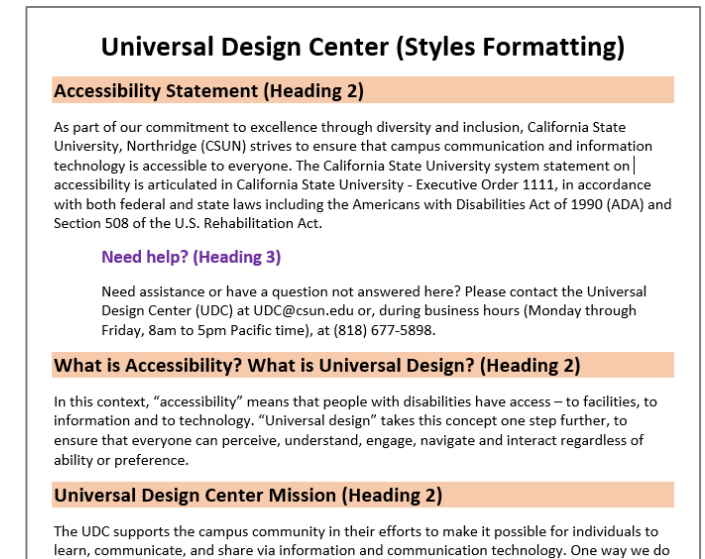 Universal Design Center (Styles Formatting)
Accessibility Statement (Heading 2)
As part of our commitment to excellence through diversity and inclusion, California State
University, Northridge (CSUN) strives to ensure that campus communication and information
technology is accessible to everyone. The California State University system statement on
accessibility is articulated in California State University - Executive Order 1111, in accordance
with both federal and state laws including the Americans with Disabilities Act of 1990 (ADA) and
Section 508 of the U.S. Rehabilitation Act.
Need help? (Heading 3)
Need assistance or have a question not answered here? Please contact the Universal
Design Center (UDC) at UDC@csun.edu or, during business hours (Monday through
Friday, 8am to 5pm Pacific time), at (818) 677-5898.
What is Accessibility? What is Universal Design? (Heading 2)
In this context, “accessibility” means that people with disabilities have access – to facilities, to
information and to technology. “Universal design” takes this concept one step further, to
ensure that everyone can perceive, understand, engage, navigate and interact regardless of
ability or preference.
Universal Design Center Mission (Heading 2)
The UDC supports the campus community in their efforts to make it possible for individuals to
learn, communicate, and share via information and communication technology. One way we do